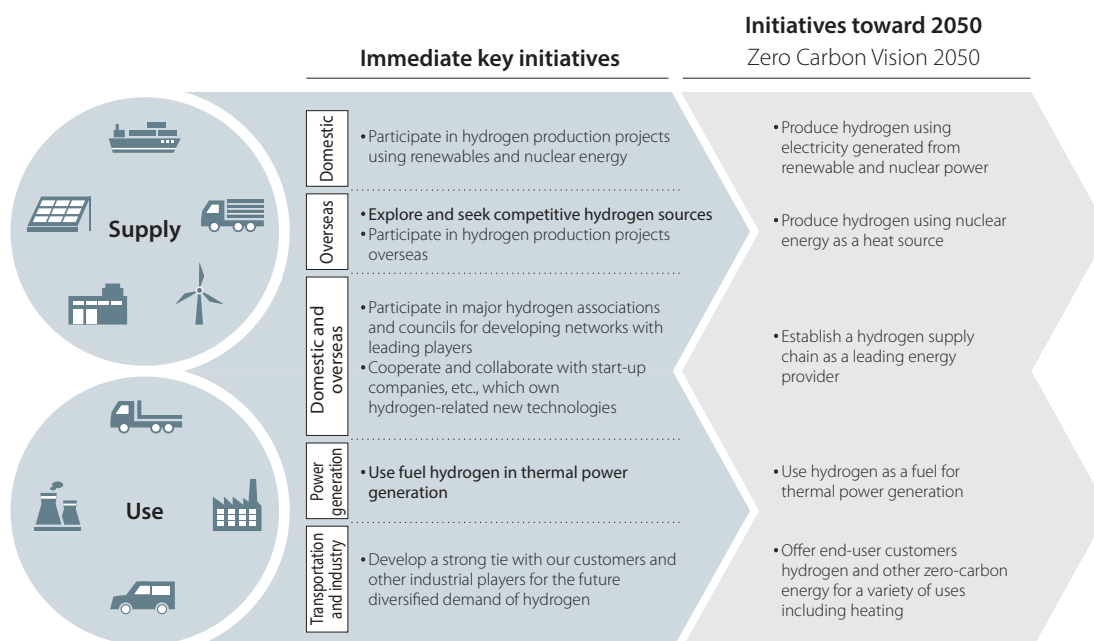 Immediate key initiatives
Initiatives toward 2050
Zero Carbon Vision 2050
Supply
Domestic
• Participate in hydrogen production projects
using renewables and nuclear energy
Overseas
• Explore and seek competitive hydrogen sources
• Participate in hydrogen production projects
overseas
Domestic and
overseas
• Participate in major hydrogen associations
and councils for developing networks with
leading players
• Cooperate and collaborate with start-up
companies, etc., which own
hydrogen-related new technologies
Use
Power
generation
• Use fuel hydrogen in thermal power
generation
Transportation
and industry
• Develop a strong tie with our customers and
other industrial players for the future
diversified demand of hydrogen
• Produce hydrogen using
electricity generated from
renewable and nuclear power
• Produce hydrogen using nuclear
energy as a heat source
• Establish a hydrogen supply
chain as a leading energy
provider
• Use hydrogen as a fuel for
thermal power generation
• Offer end-user customers
hydrogen and other zero-carbon
energy for a variety of uses
including heating